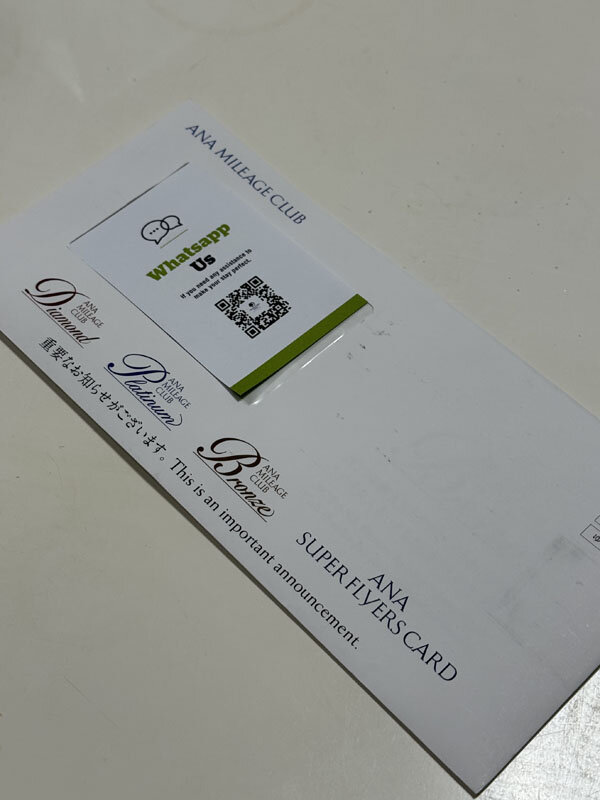 ANA MILEAGE CLUB
Whatsapp
Us
If you need any assistance to
make your stay perfect.
Diamond
ANA
MILEAGE
CLUB
Platinum
ANA
MILEAGE
CLUB
Bronze
ANA
MILEAGE
CLUB
重要なお知らせがございます。 This is an important announcement.
ANA
SUPER FLYERS CARD